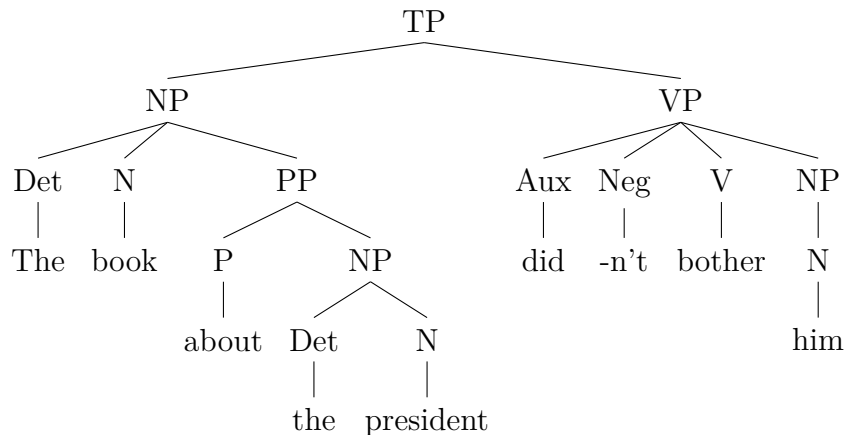 TP
NP VP
Det N PP Aux Neg V NP
The book P NP did -n't bother N
about Det N him
the president